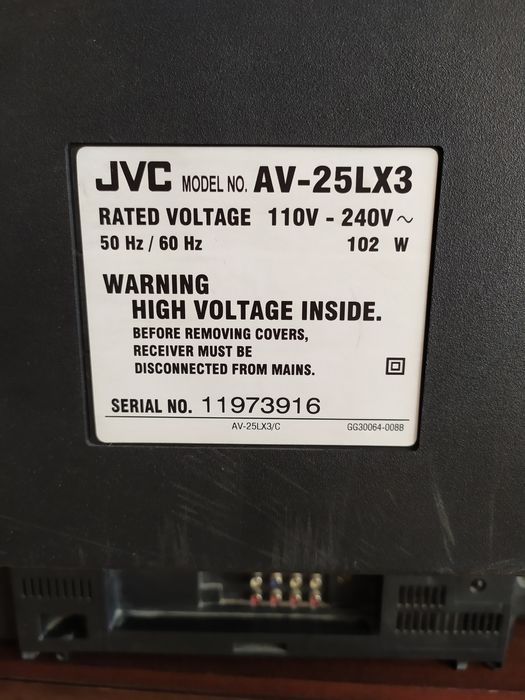 JVC MODEL NO. AV-25LX3
RATED VOLTAGE 110V - 240V~
50 Hz / 60 Hz 102 W
WARNING
HIGH VOLTAGE INSIDE.
BEFORE REMOVING COVERS,
RECEIVER MUST BE
DISCONNECTED FROM MAINS.
SERIAL NO. 11973916
AV-25LX3/C GG30064-008B